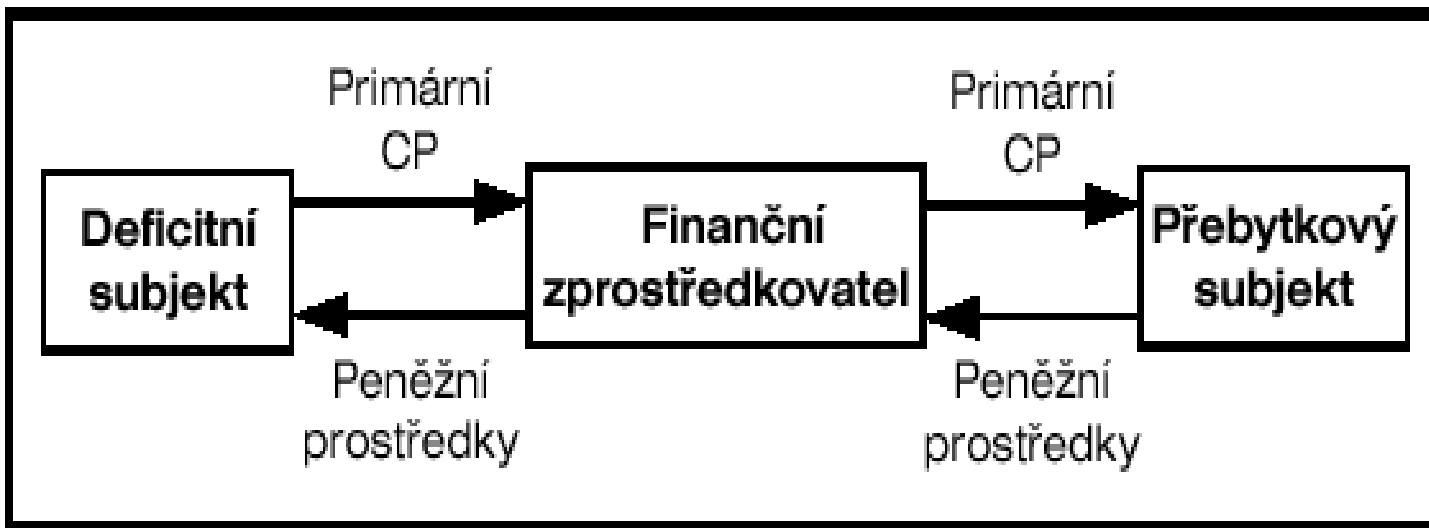 Primární
CP
Primární
CP
Deficitní
subjekt
Finanční
zprostředkovatel
Přebytkový
subjekt
Peněžní
prostředky
Peněžní
prostředky